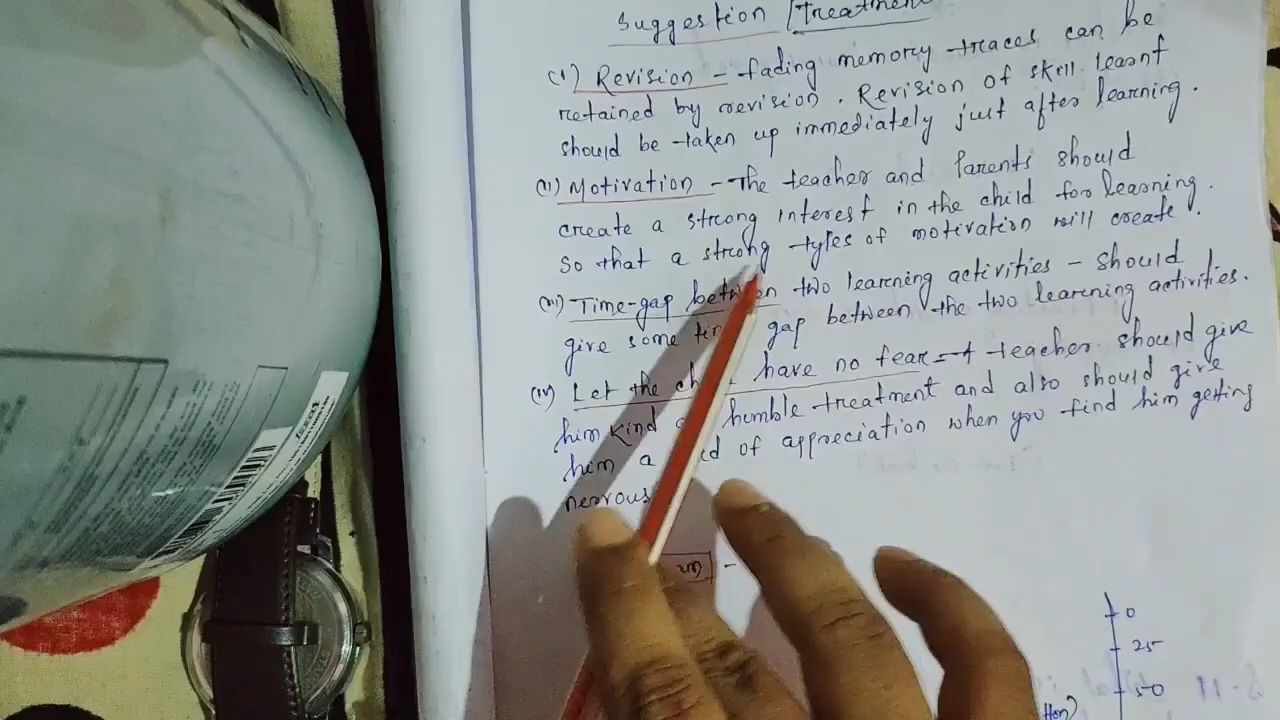 Suggestion / Treatment
(i) Revision - fading memory traces can be
retained by revision. Revision of skill learnt
should be taken up immediately just after learning.
(ii) Motivation - The teacher and Parents should
create a strong interest in the child for learning.
So that a strong types of motivation will create.
(iii) Time-gap between two learning activities - should
give some gap between the two learning activities.
(iv) Let the have no fear - teacher should give
him kind humble treatment and also should give
him a of appreciation when you find him getting
nervous
0
25
50